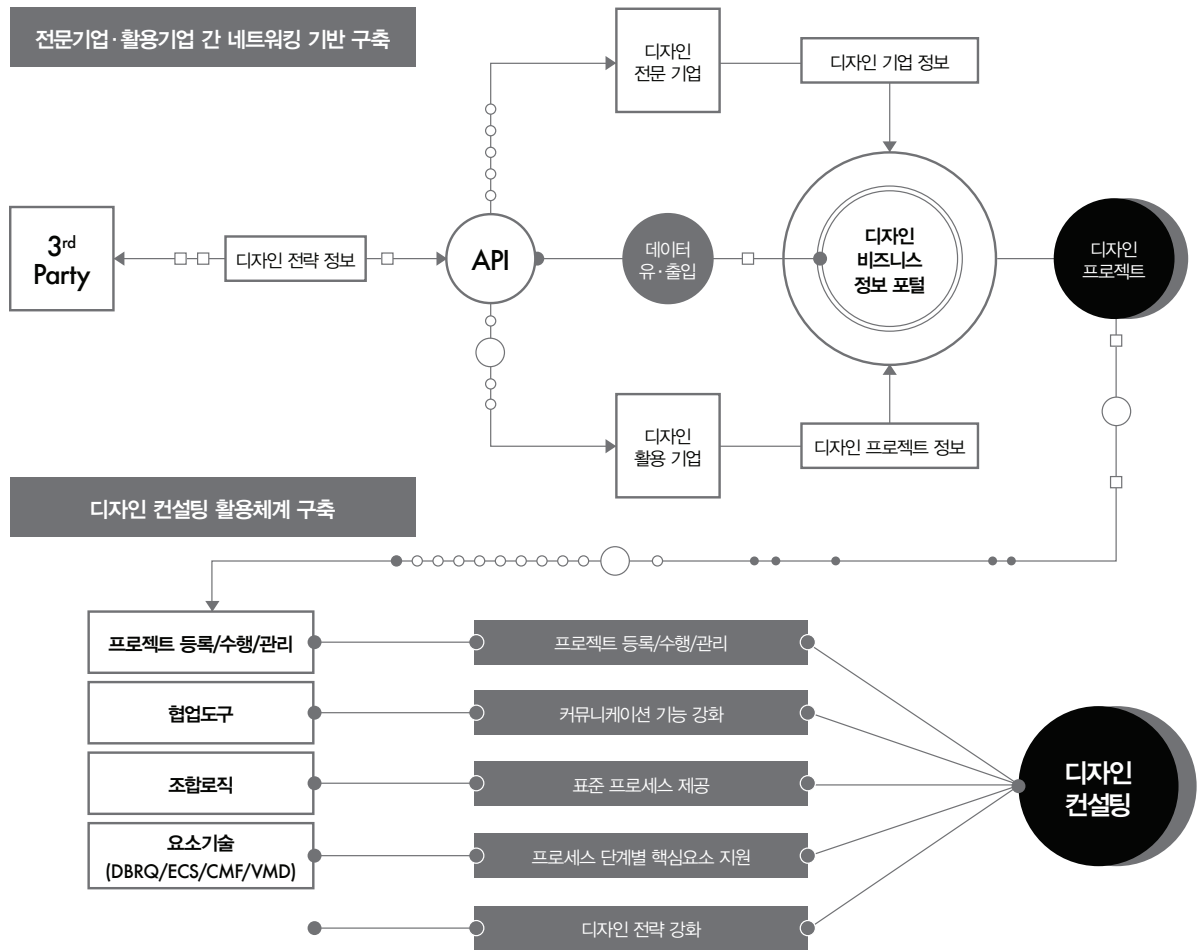 전문기업·활용기업 간 네트워킹 기반 구축
디자인
전문 기업
디자인 기업 정보
3rd
Party
디자인 전략 정보
API
데이터
유·출입
디자인
비즈니스
정보 포털
디자인
프로젝트
디자인
활용 기업
디자인 프로젝트 정보
디자인 컨설팅 활용체계 구축
프로젝트 등록/수행/관리
프로젝트 등록/수행/관리
협업도구
커뮤니케이션 기능 강화
조합로직
표준 프로세스 제공
요소기술
(DBRQ/ECS/CMF/VMD)
프로세스 단계별 핵심요소 지원
디자인 전략 강화
디자인
컨설팅